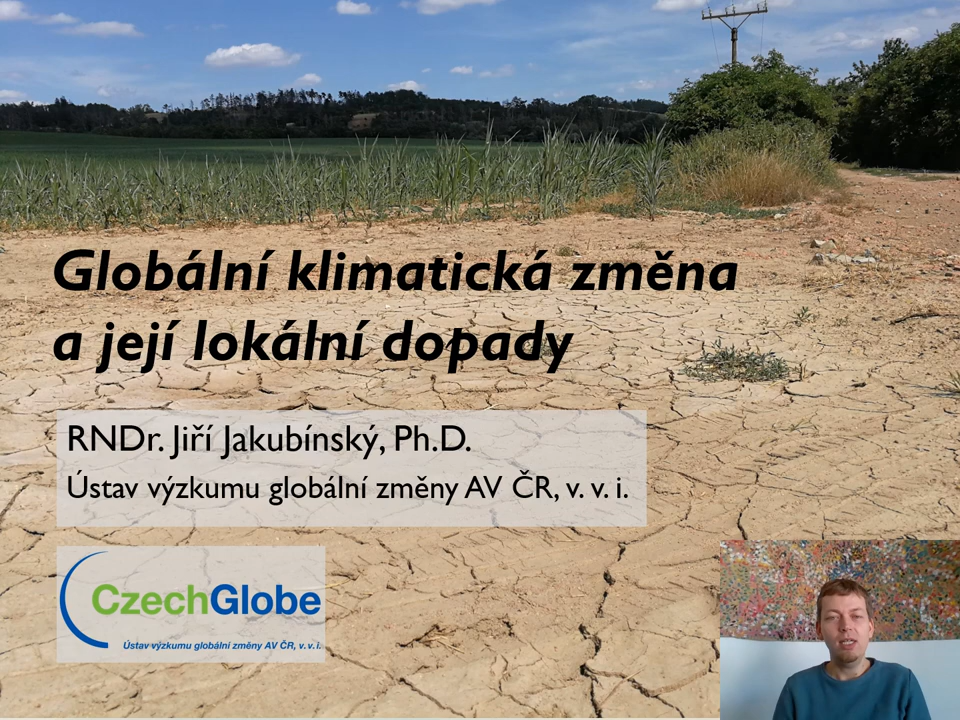 Globální klimatická změna
a její lokální dopady
RNDr. Jiří Jakubínský, Ph.D.
Ústav výzkumu globální změny AV ČR, v. v. i.
CzechGlobe
Ústav výzkumu globální změny AV ČR, v. v. i.